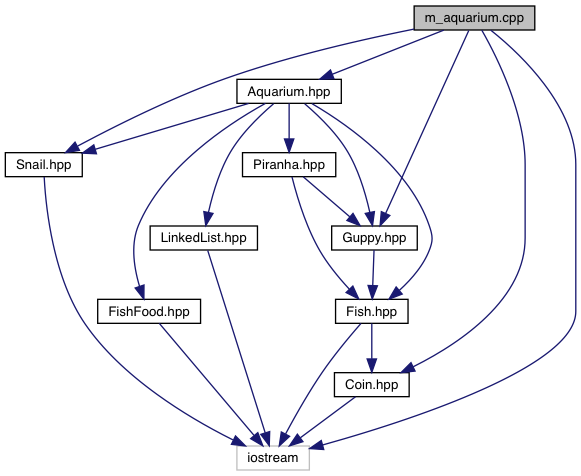 m_aquarium.cpp
Aquarium.hpp
Snail.hpp
Piranha.hpp
LinkedList.hpp
Guppy.hpp
FishFood.hpp
Fish.hpp
Coin.hpp
iostream